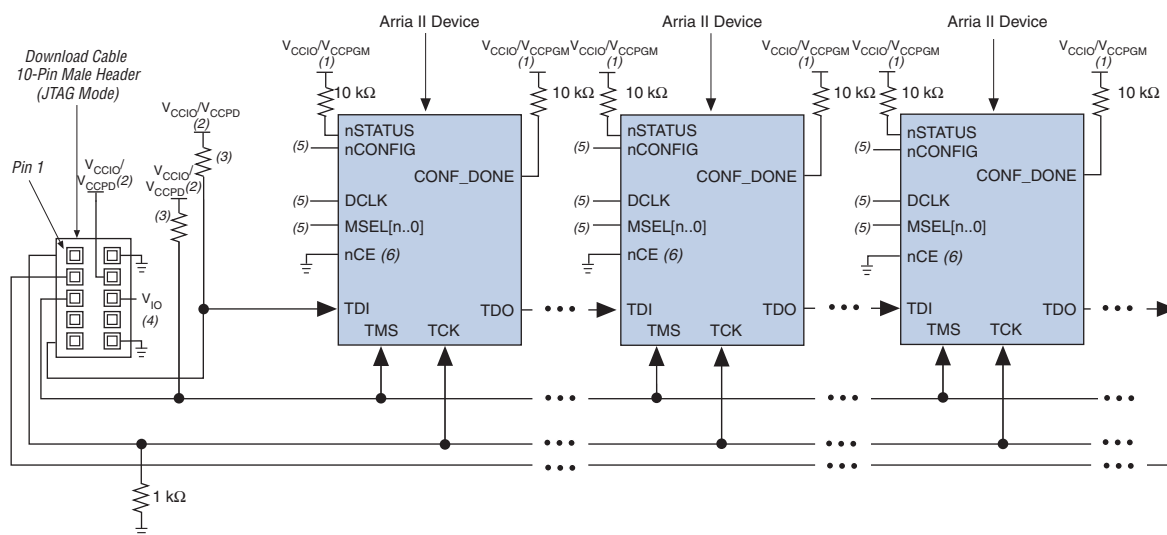 Arria II Device
Arria II Device
Arria II Device
Download Cable
10-Pin Male Header
(JTAG Mode)
Pin 1
VCCIO/
VCCPD(2)
VIO
(4)
VCCIO/VCCPD
(2)
(3)
VCCIO/
VCCPD(2)
(3)
1 kΩ
VCCIO/VCCPGM
(1)
10 kΩ
VCCIO/VCCPGM
(1)
10 kΩ
nSTATUS
(5) nCONFIG
CONF_DONE
(5) DCLK
(5) MSEL[n..0]
nCE (6)
TDI
TDO
TMS
TCK
VCCIO/VCCPGM
(1)
10 kΩ
VCCIO/VCCPGM
(1)
10 kΩ
nSTATUS
(5) nCONFIG
CONF_DONE
(5) DCLK
(5) MSEL[n..0]
nCE (6)
TDI
TDO
TMS
TCK
VCCIO/VCCPGM
(1)
10 kΩ
VCCIO/VCCPGM
(1)
10 kΩ
nSTATUS
(5) nCONFIG
CONF_DONE
(5) DCLK
(5) MSEL[n..0]
nCE (6)
TDI
TDO
TMS
TCK